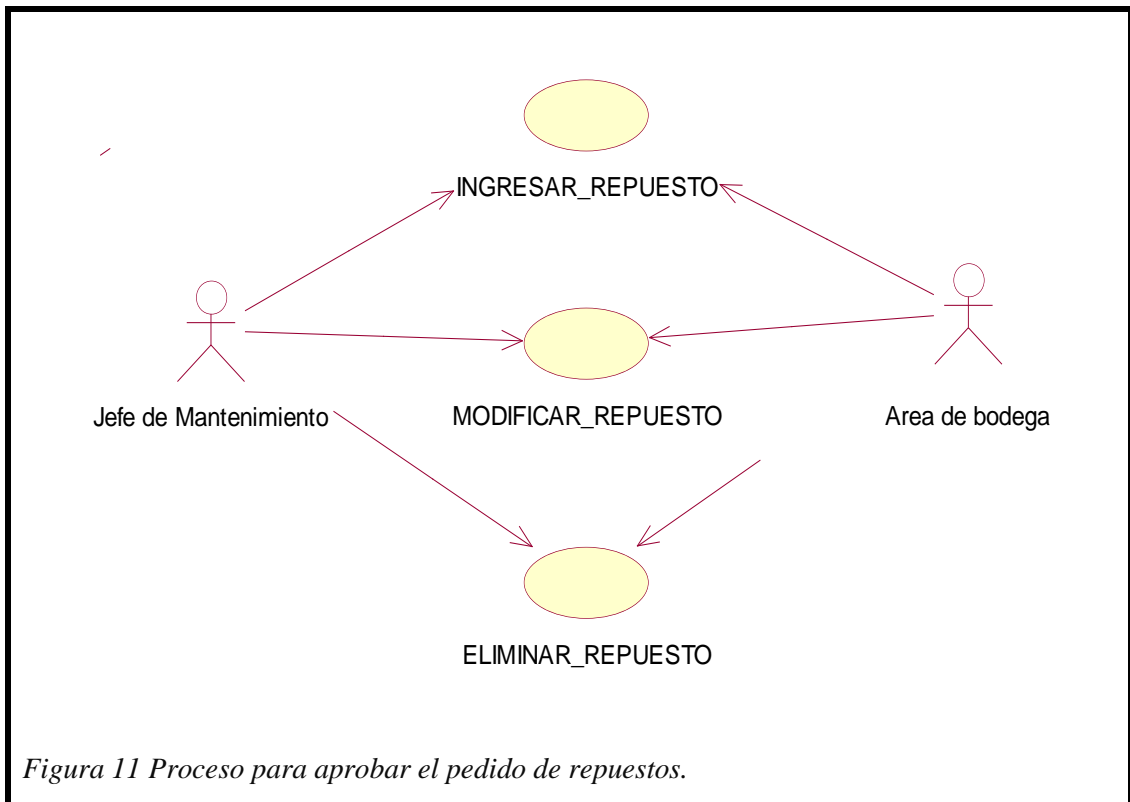 INGRESAR_REPUESTO
Jefe de Mantenimiento
MODIFICAR_REPUESTO
Area de bodega
ELIMINAR_REPUESTO
Figura 11 Proceso para aprobar el pedido de repuestos.